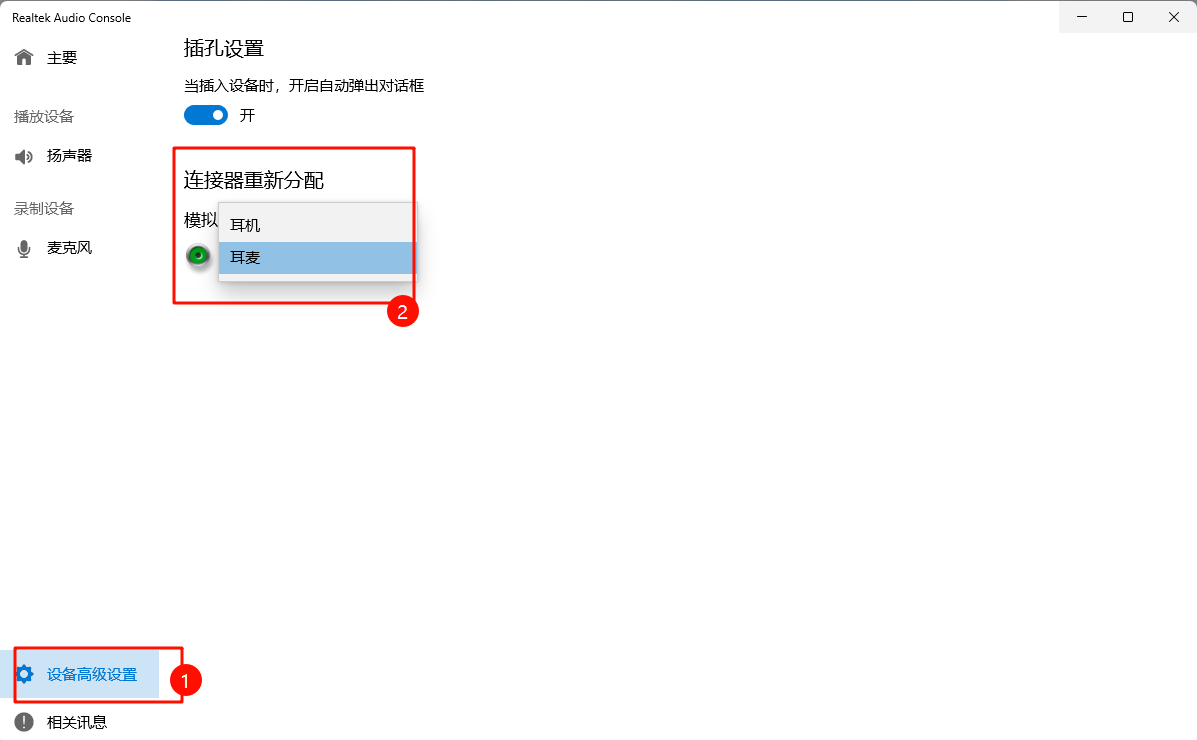 Realtek Audio Console
主要
播放设备
扬声器
录制设备
麦克风
插孔设置
当插入设备时，开启自动弹出对话框
开
连接器重新分配
模拟
耳机
耳麦
2
设备高级设置
1
相关讯息